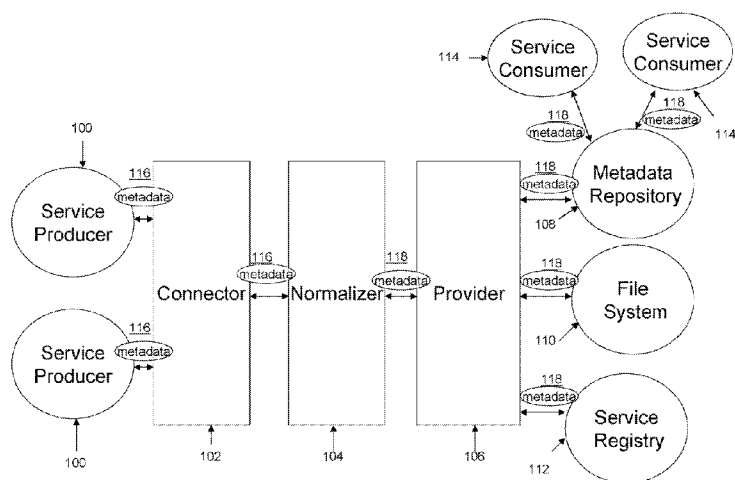 Service
Consumer
114
Service
Consumer
114
118
metadata
118
metadata
100
Service
Producer
116
metadata
118
metadata
Metadata
Repository
108
116
metadata
118
metadata
Connector
Normalizer
Provider
118
metadata
File
System
110
116
metadata
Service
Producer
100
118
metadata
Service
Registry
112
102
104
106